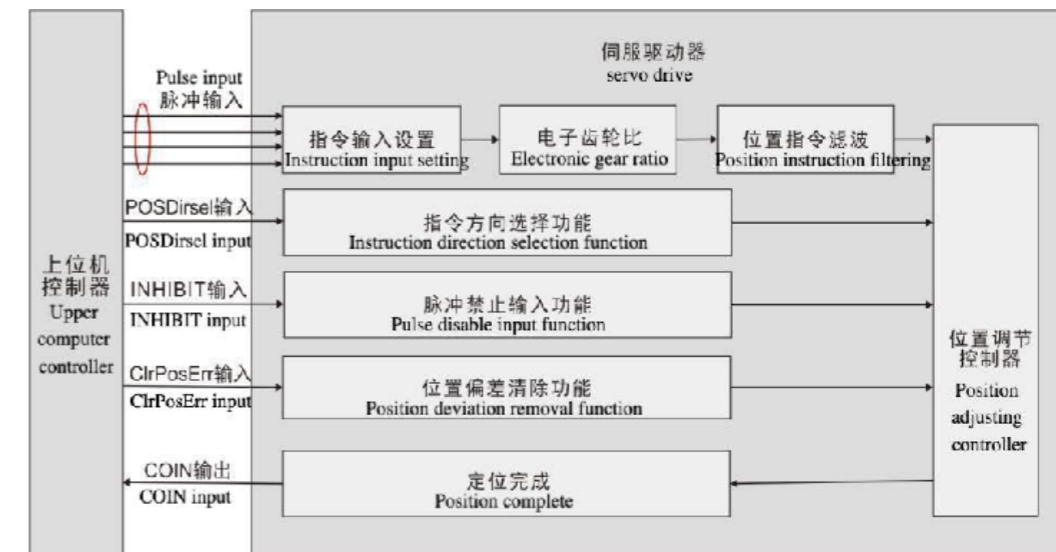 伺服驱动器
servo drive
Pulse input
脉冲输入
指令输入设置
Instruction input setting
电子齿轮比
Electronic gear ratio
位置指令滤波
Position instruction filtering
POSDirsel输入
POSDirsel input
指令方向选择功能
Instruction direction selection function
上位机
控制器
Upper
computer
controller
INHIBIT输入
INHIBIT input
脉冲禁止输入功能
Pulse disable input function
位置调节
控制器
Position
adjusting
controller
ClrPosErr输入
ClrPosErr input
位置偏差清除功能
Position deviation removal function
COIN输出
COIN input
定位完成
Position complete